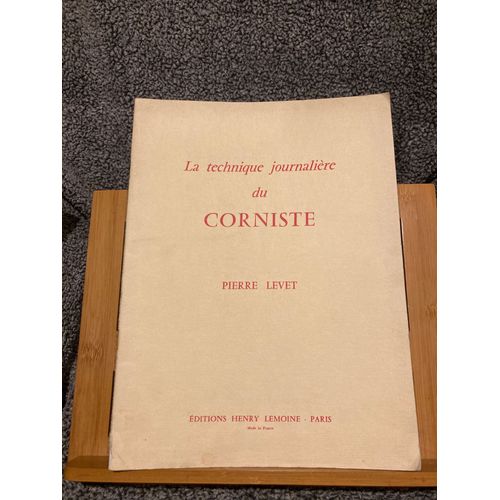 La technique journalière
du
CORNISTE
PIERRE LEVET
ÉDITIONS HENRY LEMOINE - PARIS
Made in France